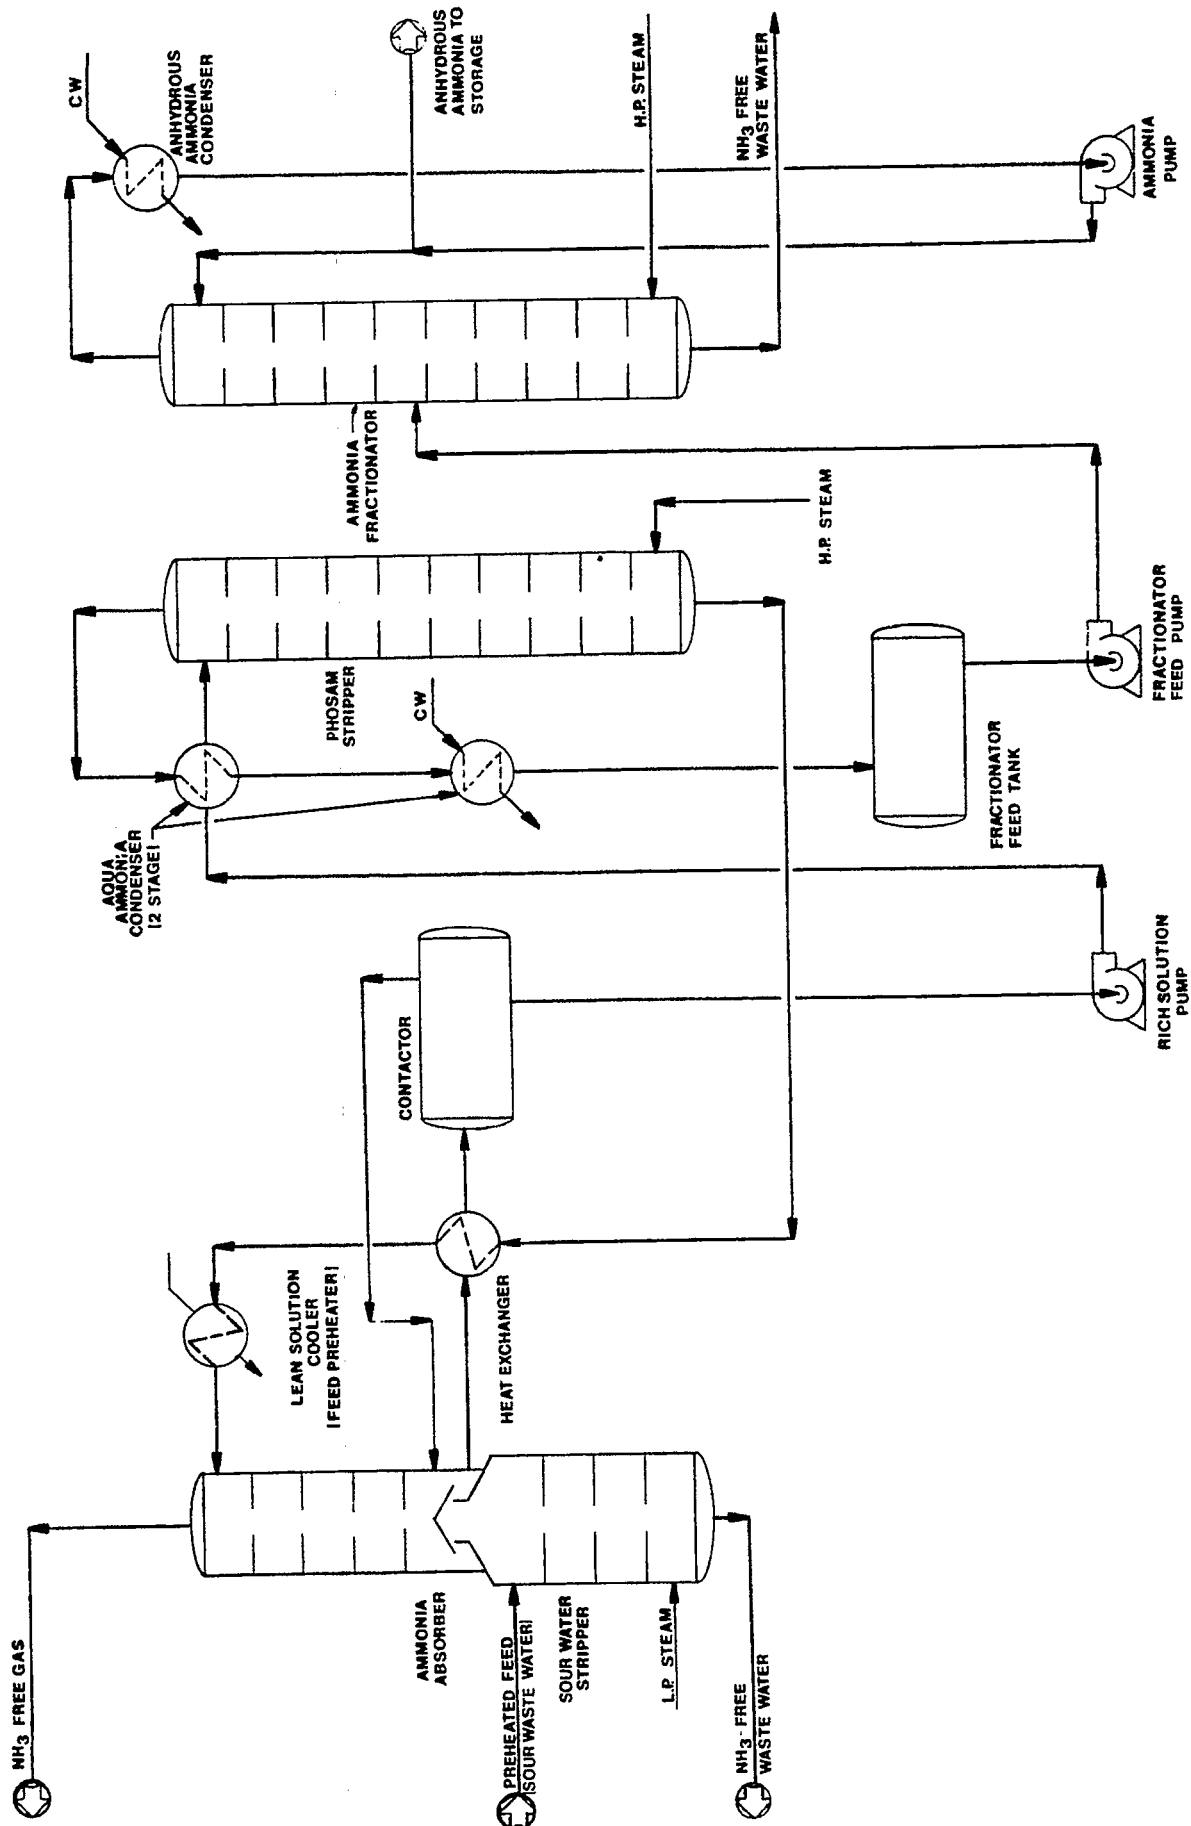 NH3 FREE GAS
PREHEATED FEED
[SOUR WASTE WATER]
NH3-FREE
WASTE WATER
AMMONIA
ABSORBER
SOUR WATER
STRIPPER
L.P. STEAM
LEAN SOLUTION
COOLER
[FEED PREHEATER]
HEAT EXCHANGER
CONTACTOR
RICH SOLUTION
PUMP
AQUA
AMMONIA
CONDENSER
[2 STAGE]
CW
PHOSAM
STRIPPER
H.P. STEAM
FRACTIONATOR
FEED TANK
FRACTIONATOR
FEED PUMP
AMMONIA
FRACTIONATOR
CW
ANHYDROUS
AMMONIA
CONDENSER
ANHYDROUS
AMMONIA TO
STORAGE
H.P. STEAM
NH3 FREE
WASTE WATER
AMMONIA
PUMP